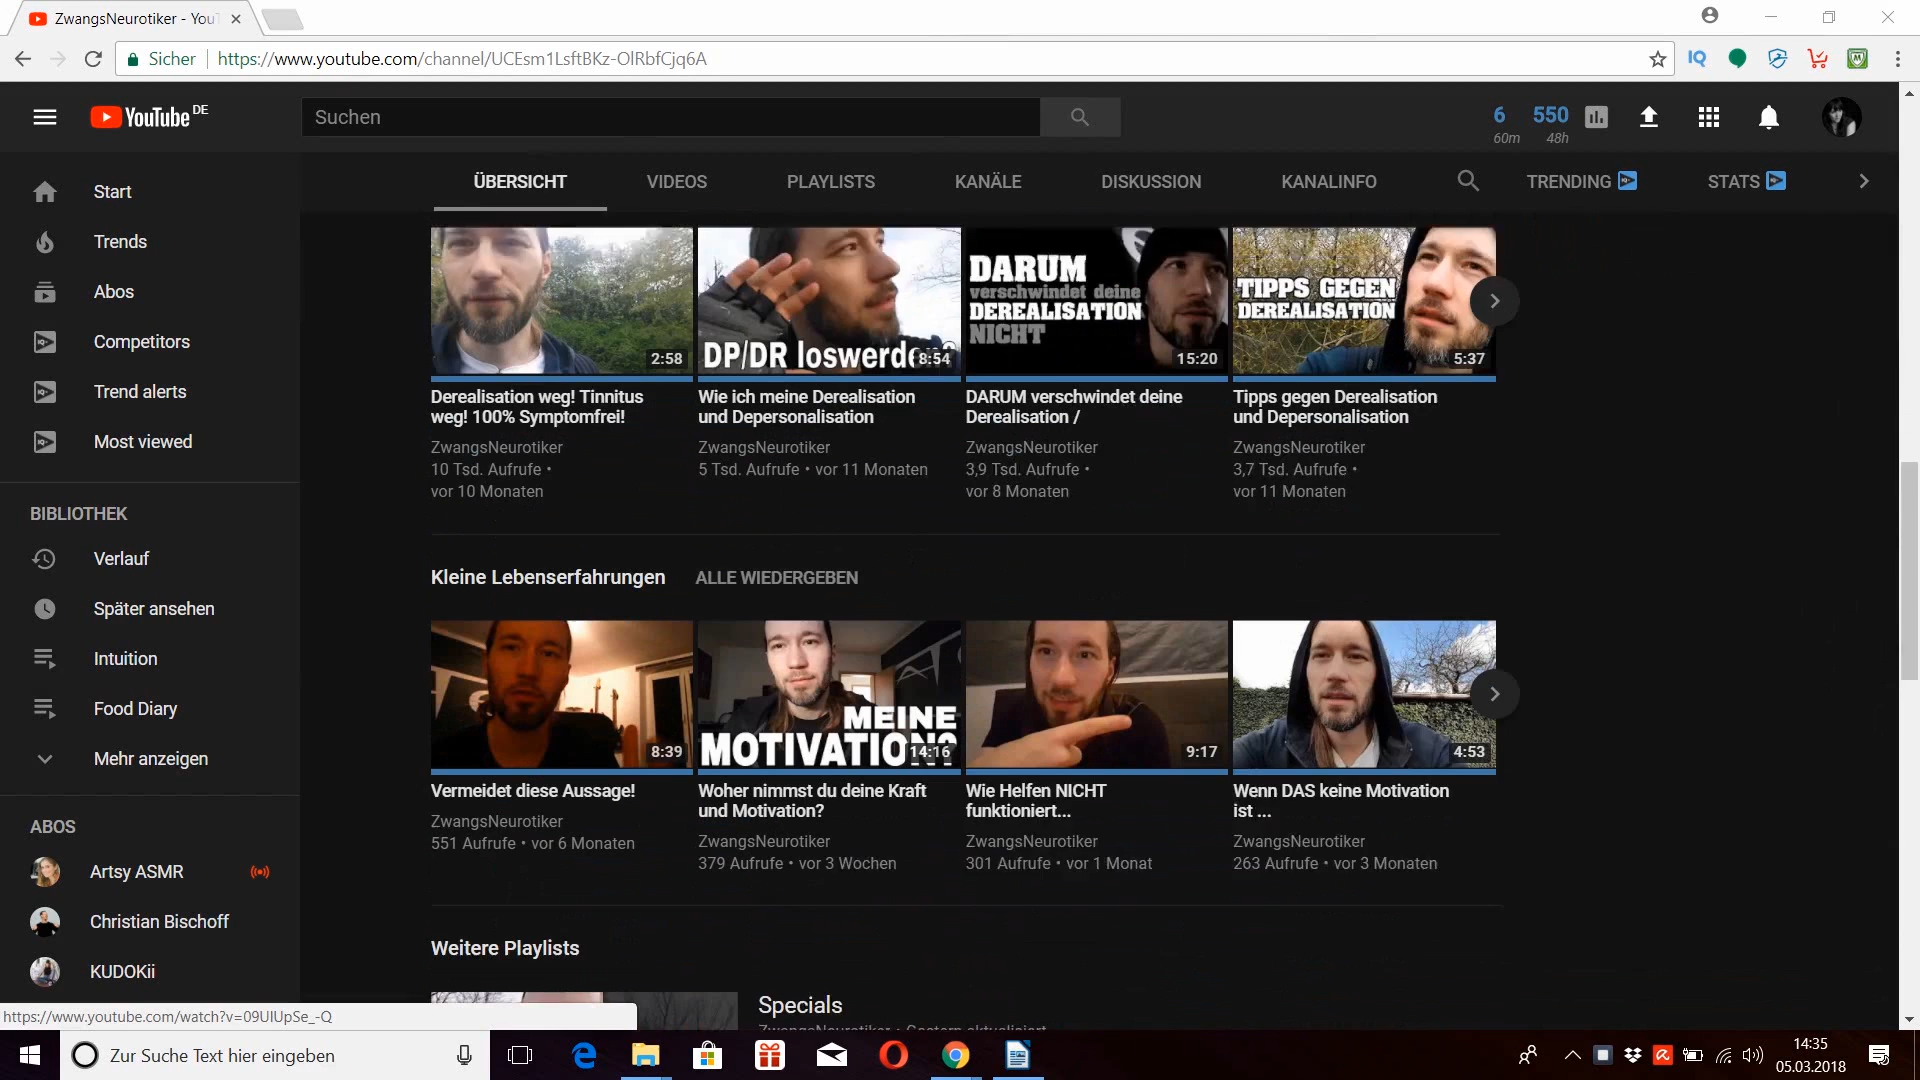 ZwangsNeurotiker - You
Sicher
https://www.youtube.com/channel/UCEsm1LsftBKz-OlRbfCjq6A
IQ
YouTube DE
Suchen
6 550
60m 48h
ÜBERSICHT VIDEOS PLAYLISTS KANÄLE DISKUSSION KANALINFO TRENDING STATS
Start
Trends
Abos
Competitors
Trend alerts
Most viewed
BIBLIOTHEK
Verlauf
Später ansehen
Intuition
Food Diary
Mehr anzeigen
ABOS
Artsy ASMR
Christian Bischoff
KUDOKii
2:58
Derealisation weg! Tinnitus
weg! 100% Symptomfrei!
ZwangsNeurotiker
10 Tsd. Aufrufe •
vor 10 Monaten
DP/DR loswerden!
8:54
Wie ich meine Derealisation
und Depersonalisation
ZwangsNeurotiker
5 Tsd. Aufrufe • vor 11 Monaten
DARUM
verschwindet deine
DEREALISATION
NICHT
15:20
DARUM verschwindet deine
Derealisation /
ZwangsNeurotiker
3,9 Tsd. Aufrufe •
vor 8 Monaten
TIPPS GEGEN
DEREALISATION
5:37
Tipps gegen Derealisation
und Depersonalisation
ZwangsNeurotiker
3,7 Tsd. Aufrufe •
vor 11 Monaten
Kleine Lebenserfahrungen ALLE WIEDERGEBEN
8:39
Vermeidet diese Aussage!
ZwangsNeurotiker
551 Aufrufe • vor 6 Monaten
MEINE
MOTIVATION?
14:16
Woher nimmst du deine Kraft
und Motivation?
ZwangsNeurotiker
379 Aufrufe • vor 3 Wochen
9:17
Wie Helfen NICHT
funktioniert...
ZwangsNeurotiker
301 Aufrufe • vor 1 Monat
4:53
Wenn DAS keine Motivation
ist ...
ZwangsNeurotiker
263 Aufrufe • vor 3 Monaten
Weitere Playlists
Specials
ZwangsNeurotiker • Gestern aktualisiert
https://www.youtube.com/watch?v=09UIUpSe_-Q
Zur Suche Text hier eingeben
14:35
05.03.2018